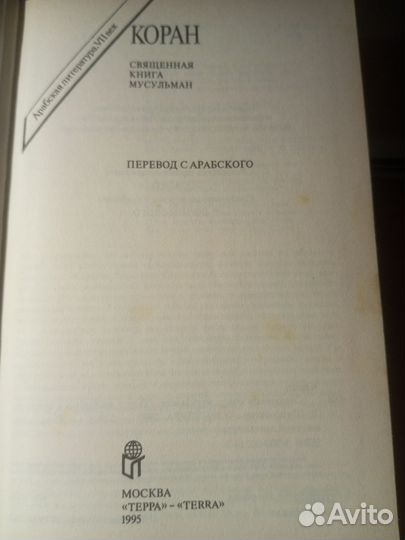 Арабская литература. VII век
КОРАН
СВЯЩЕННАЯ
КНИГА
МУСУЛЬМАН
ПЕРЕВОД С АРАБСКОГО
МОСКВА
«ТЕРРА» – «TERRA»
1995
Avito